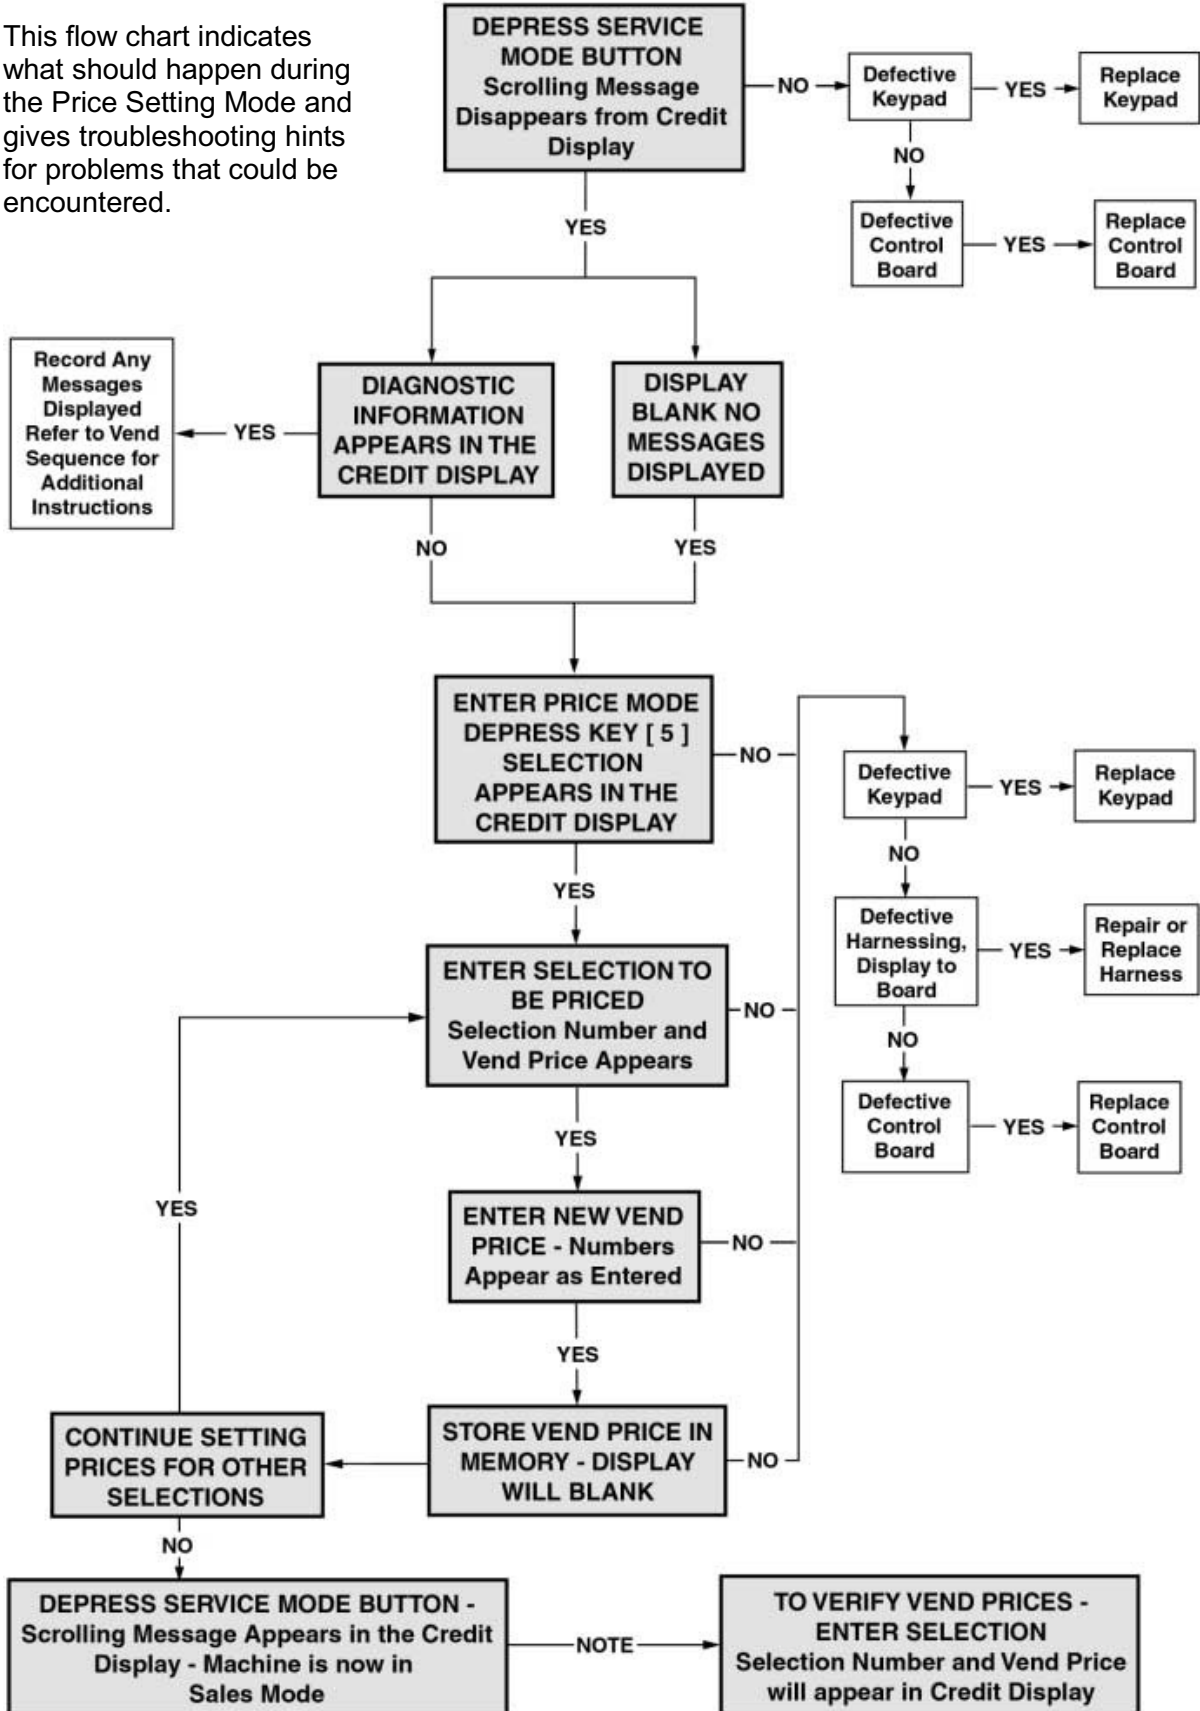 This flow chart indicates
what should happen during
the Price Setting Mode and
gives troubleshooting hints
for problems that could be
encountered.
DEPRESS SERVICE
MODE BUTTON
Scrolling Message
Disappears from Credit
Display
NO
Defective
Keypad
YES
Replace
Keypad
NO
Defective
Control
Board
YES
Replace
Control
Board
YES
Record Any
Messages
Displayed
Refer to Vend
Sequence for
Additional
Instructions
YES
DIAGNOSTIC
INFORMATION
APPEARS IN THE
CREDIT DISPLAY
DISPLAY
BLANK NO
MESSAGES
DISPLAYED
NO
YES
ENTER PRICE MODE
DEPRESS KEY [ 5 ]
SELECTION
APPEARS IN THE
CREDIT DISPLAY
NO
Defective
Keypad
YES
Replace
Keypad
YES
NO
ENTER SELECTION TO
BE PRICED
Selection Number and
Vend Price Appears
NO
Defective
Harnessing,
Display to
Board
YES
Repair or
Replace
Harness
NO
YES
Defective
Control
Board
YES
Replace
Control
Board
YES
ENTER NEW VEND
PRICE - Numbers
Appear as Entered
NO
YES
CONTINUE SETTING
PRICES FOR OTHER
SELECTIONS
STORE VEND PRICE IN
MEMORY - DISPLAY
WILL BLANK
NO
NO
DEPRESS SERVICE MODE BUTTON -
Scrolling Message Appears in the Credit
Display - Machine is now in
Sales Mode
NOTE
TO VERIFY VEND PRICES -
ENTER SELECTION
Selection Number and Vend Price
will appear in Credit Display